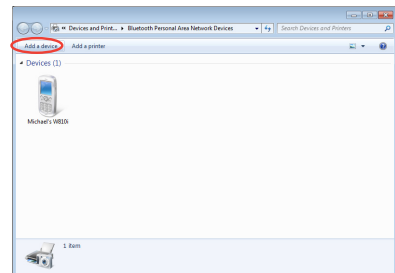 « Devices and Print... ▸ Bluetooth Personal Area Network Devices
Search Devices and Printers
Add a device
Add a printer
Devices (1)
Michael's W810i
1 item